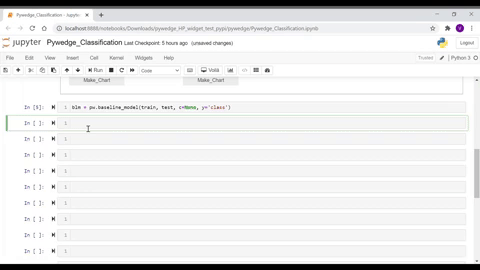 Pywedge_Classification - Jupyter
localhost:8888/notebooks/Downloads/pywedge_HP_widget_test_pypi/pywedge/Pywedge_Classification.ipynb
jupyter Pywedge_Classification Last Checkpoint: 5 hours ago (unsaved changes) Logout
File Edit View Insert Cell Kernel Widgets Help Trusted Python 3
Run Code Voilà
Make_Chart Make_Chart
In [6]: 1 blm = pw.baseline_model(train, test, c=None, y='class')
In [ ]: 1
In [ ]: 1
In [ ]: 1
In [ ]: 1
In [ ]: 1
In [ ]: 1
In [ ]: 1
In [ ]: 1
In [ ]: 1